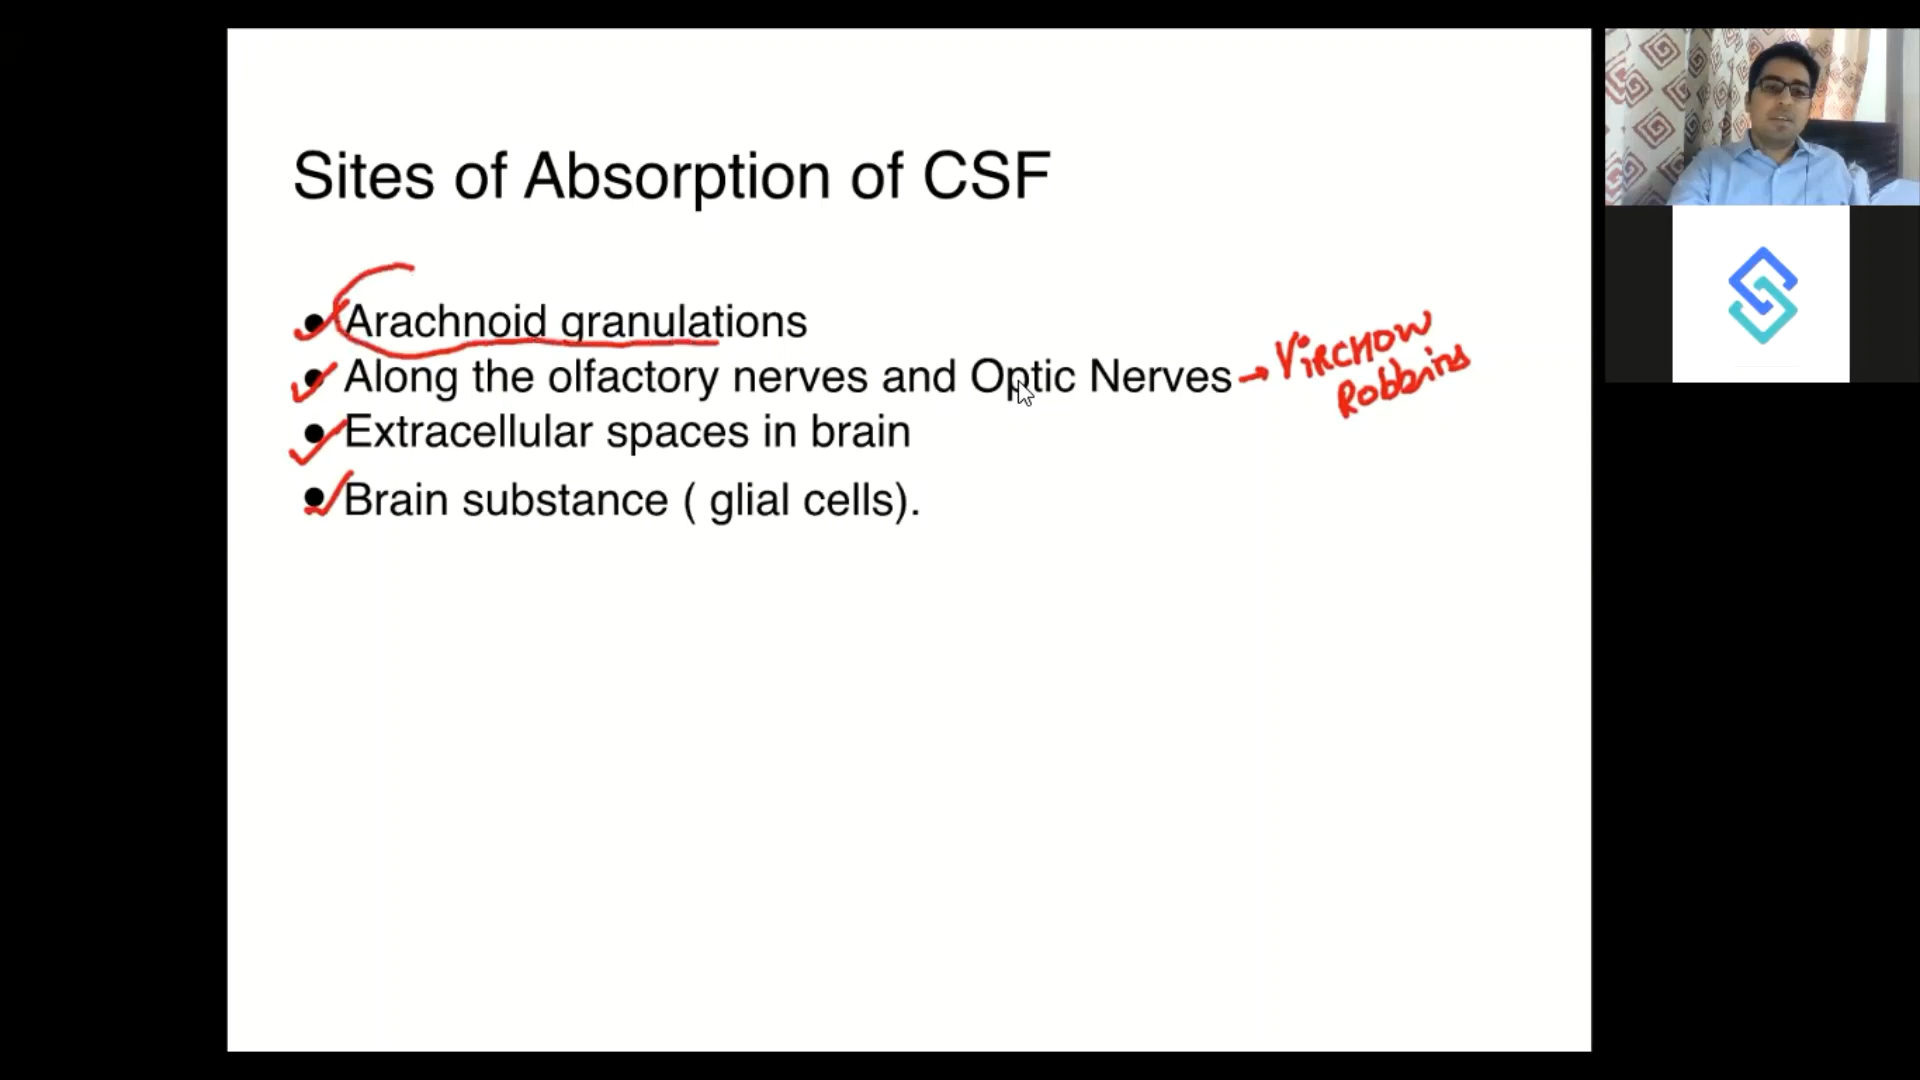 Sites of Absorption of CSF
• Arachnoid granulations
• Along the olfactory nerves and Optic Nerves → VIRCHOW
Robbins
• Extracellular spaces in brain
• Brain substance ( glial cells).